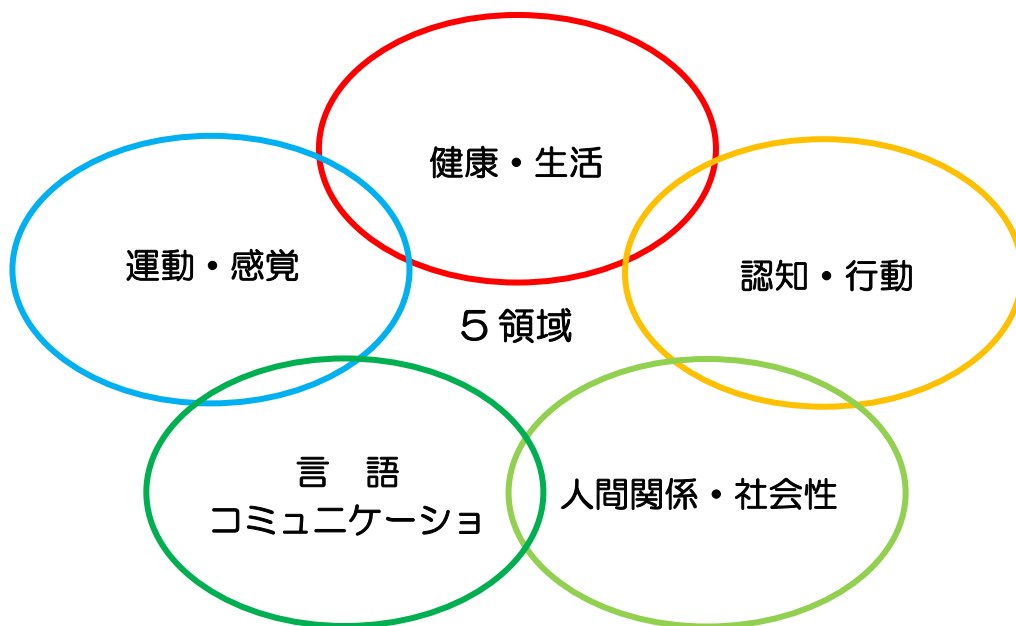 健康・生活
運動・感覚
認知・行動
５領域
言　語
コミュニケーショ
人間関係・社会性